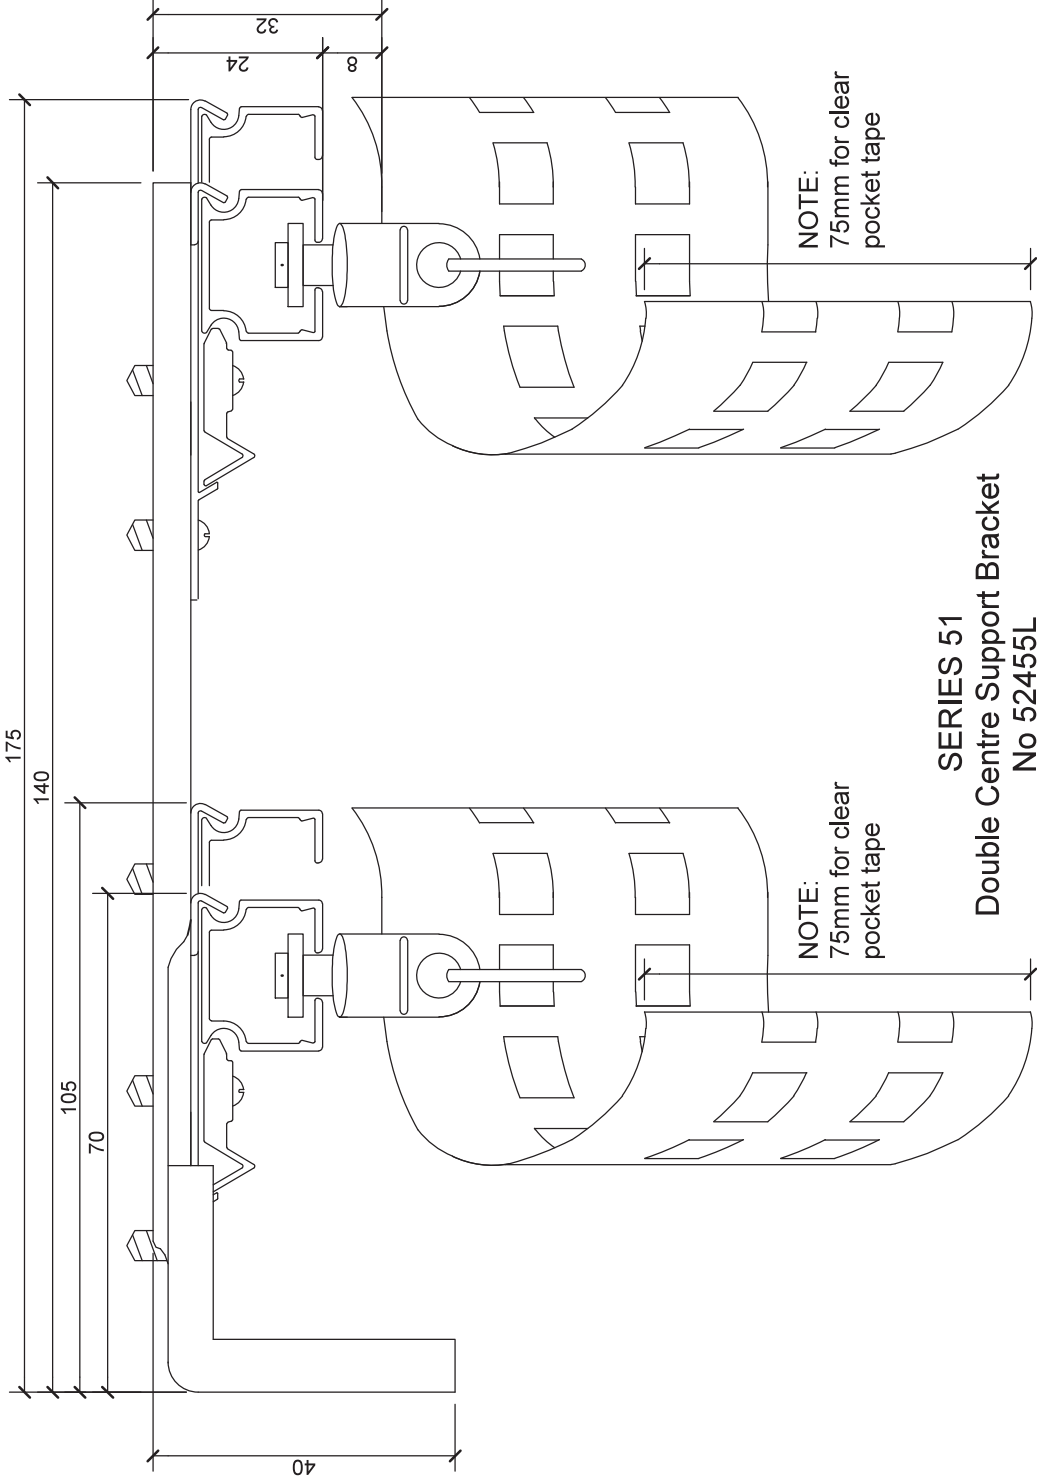 175
140
105
70
32
24
8
40
NOTE:
75mm for clear
pocket tape
NOTE:
75mm for clear
pocket tape
SERIES 51
Double Centre Support Bracket
No 52455L